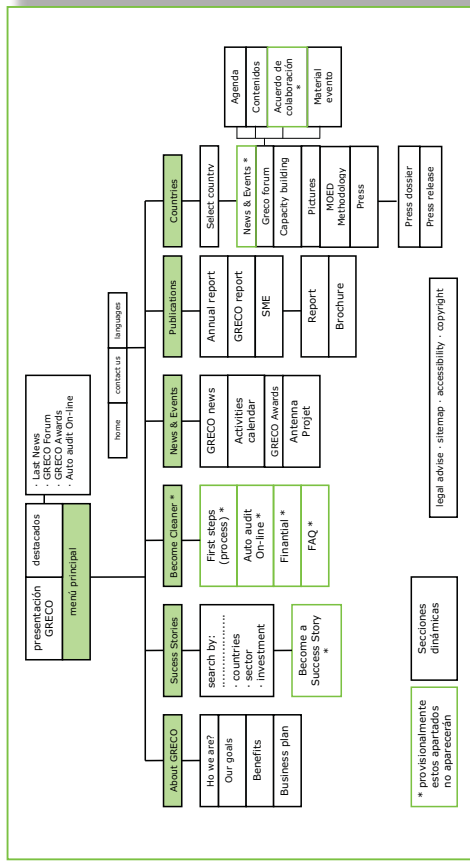 presentación
GRECO
destacados
menú principal
· Last News
· GRECO Forum
· GRECO Awards
· Auto audit On-line
home
contact us
languages
About GRECO
Ho we are?
Our goals
Benefits
Business plan
Sucess Stories
search by:
......................
· countries
· sector
· investment
Become a
Success Story
*
Become Cleaner *
First steps
(process) *
Auto audit
On-line *
Finantial *
FAQ *
News & Events
GRECO news
Activities
calendar
GRECO Awards
Antenna
Projet
Publications
Annual report
GRECO report
SME
Report
Brochure
Countries
Select country
News & Events *
Greco forum
Capacity building
Pictures
MOED
Methodology
Press
Agenda
Contenidos
Acuerdo de
colaboración
*
Material
evento
Press dossier
Press release
* provisionalmente
estos apartados
no aparecerán
Secciones
dinámicas
legal advise · sitemap · accessibility · copyright